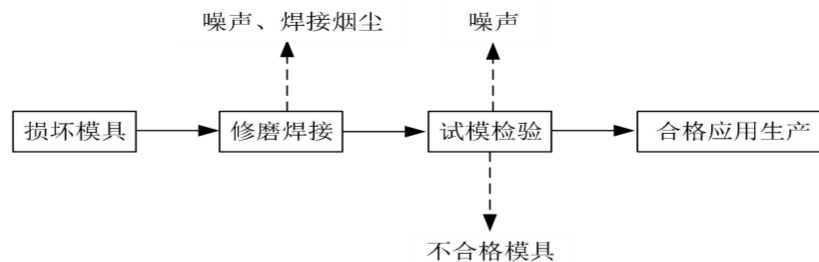 噪声、焊接烟尘
噪声
损坏模具
修磨焊接
试模检验
合格应用生产
不合格模具